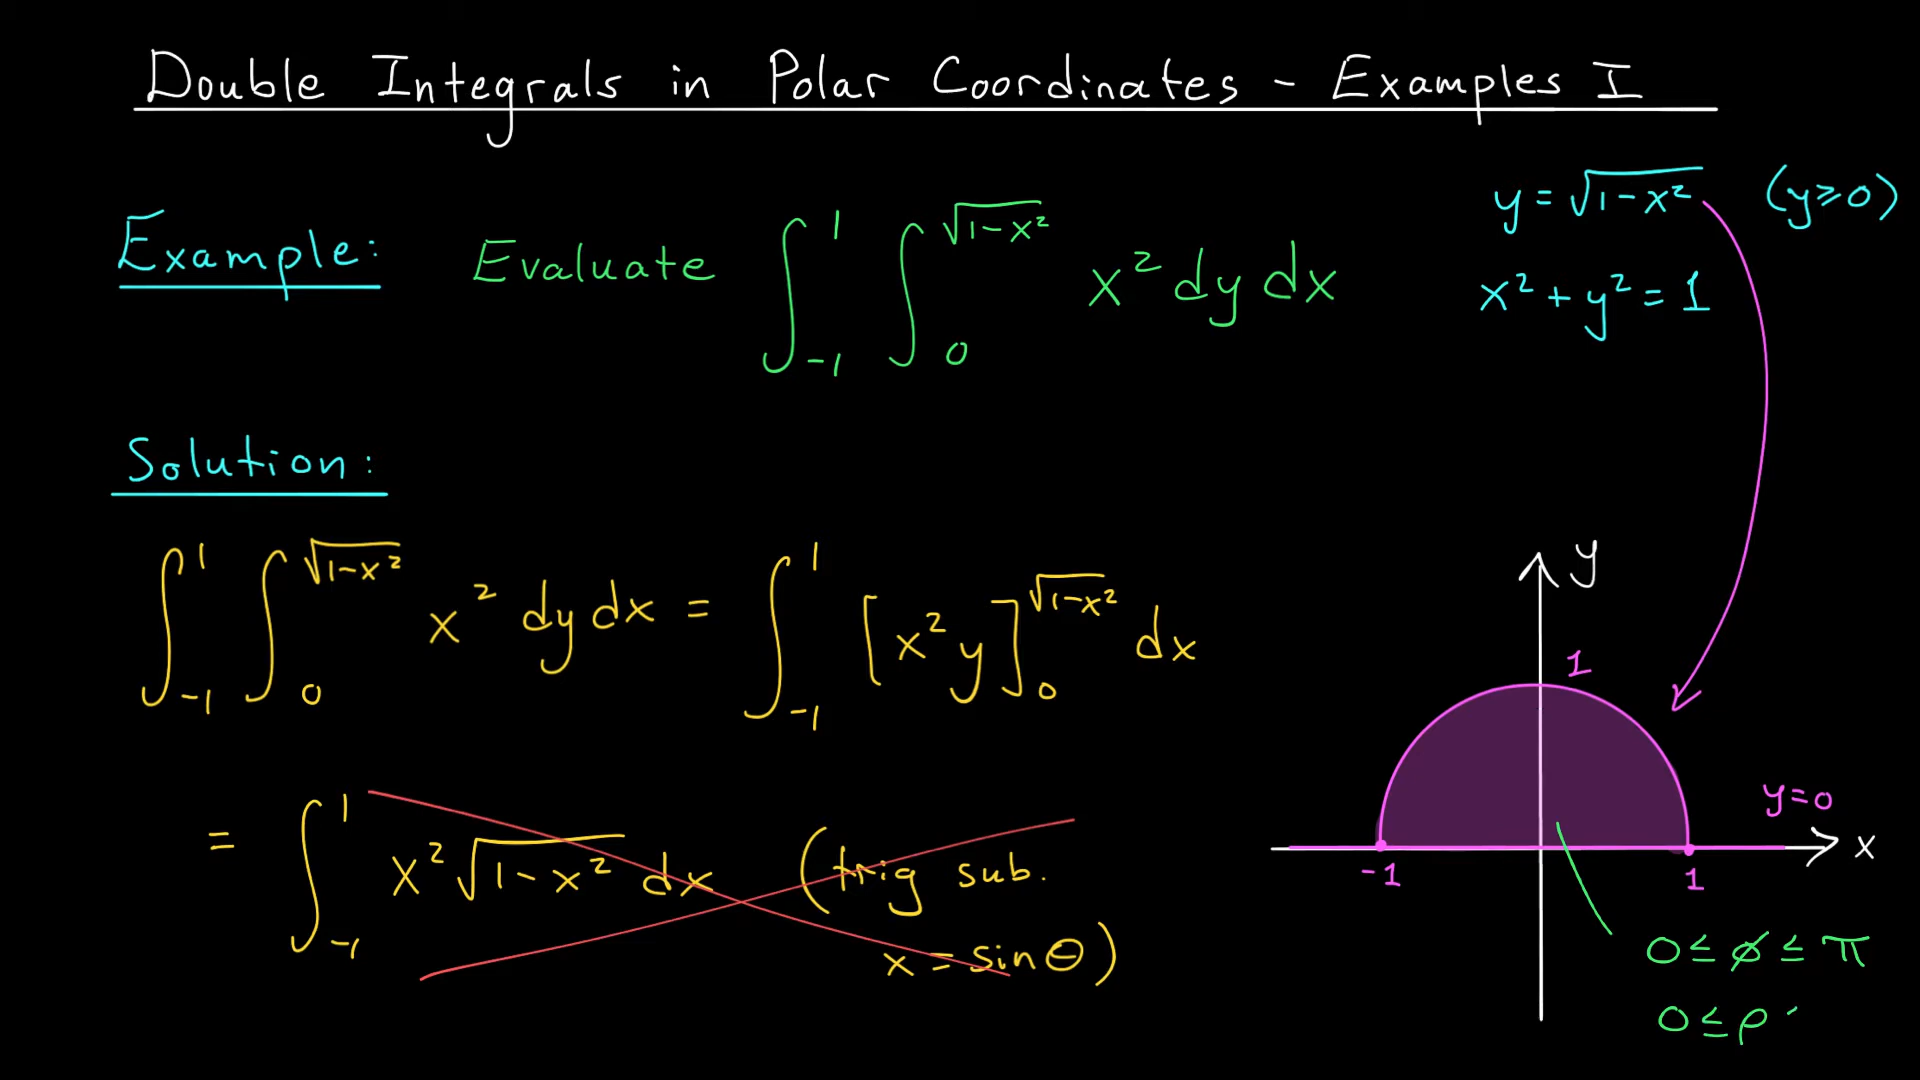 Double Integrals in Polar Coordinates - Examples I
y = √(1-x²) (y≥0)
Example: Evaluate ∫_{-1}^{1} ∫_{0}^{√(1-x²)} x² dy dx
x² + y² = 1
Solution:
∫_{-1}^{1} ∫_{0}^{√(1-x²)} x² dy dx = ∫_{-1}^{1} [x² y]_{0}^{√(1-x²)} dx
= ∫_{-1}^{1} x² √(1-x²) dx (trig sub.
x = sin Θ)
y
1
y=0
x
-1
1
0 ≤ ϕ ≤ π
0 ≤ ρ